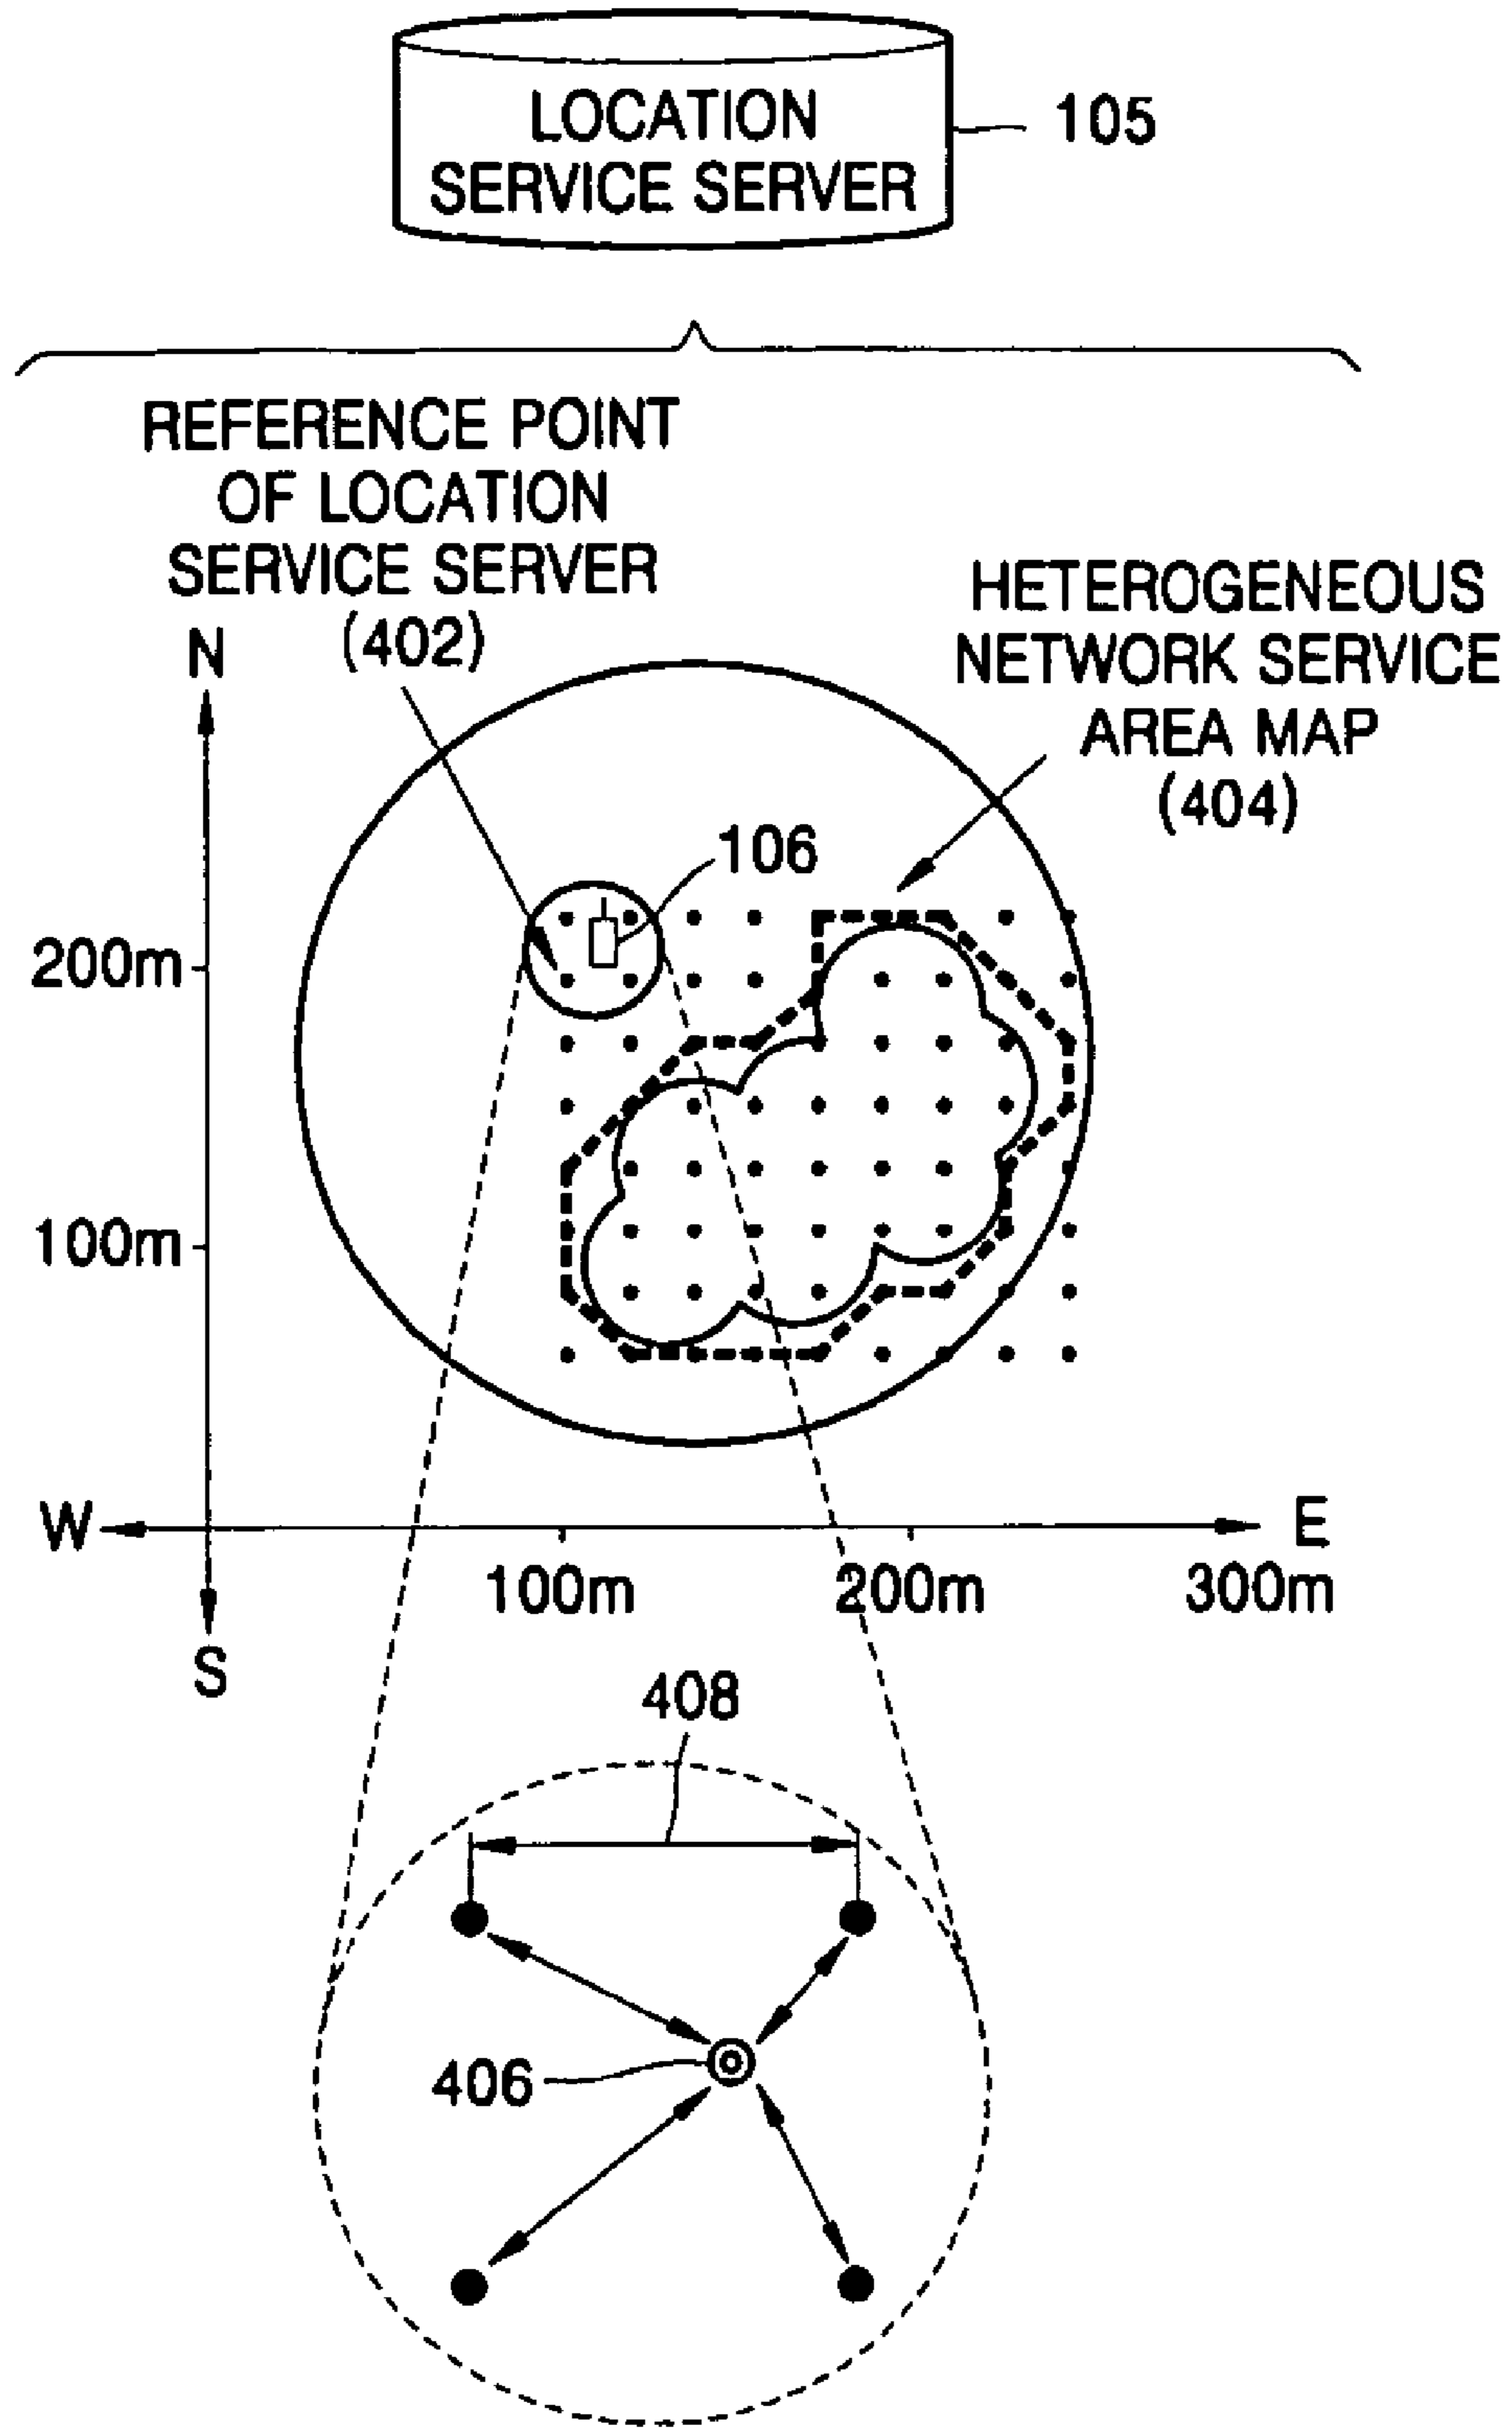 LOCATION
SERVICE SERVER
105
REFERENCE POINT
OF LOCATION
SERVICE SERVER
(402)
HETEROGENEOUS
NETWORK SERVICE
AREA MAP
(404)
N
106
200m
100m
W
E
100m
200m
300m
S
408
406